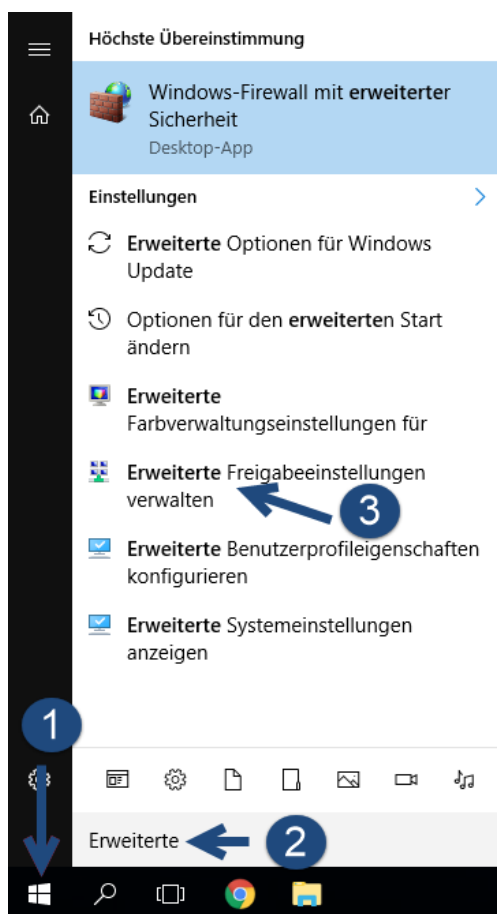 Höchste Übereinstimmung
Windows-Firewall mit erweiterter
Sicherheit
Desktop-App
Einstellungen
Erweiterte Optionen für Windows
Update
Optionen für den erweiterten Start
ändern
Erweiterte
Farbverwaltungseinstellungen für
Erweiterte Freigabeeinstellungen
verwalten
3
Erweiterte Benutzerprofileigenschaften
konfigurieren
Erweiterte Systemeinstellungen
anzeigen
1
Erweiterte
2